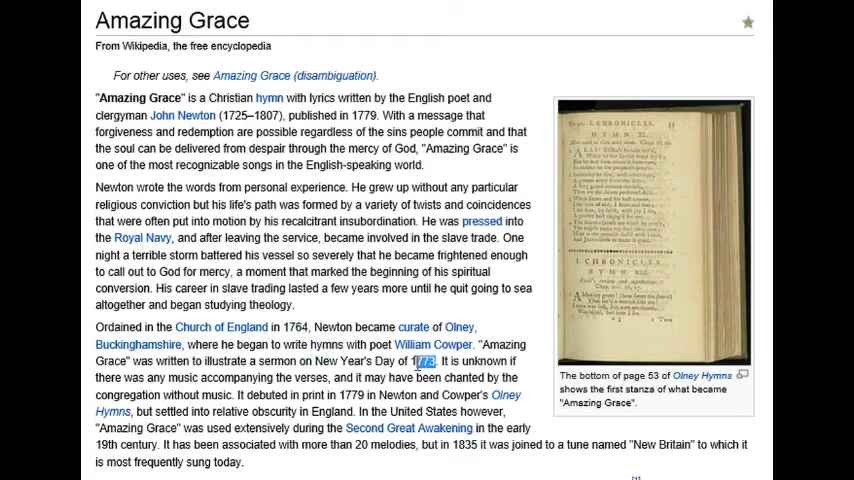 Amazing Grace
From Wikipedia, the free encyclopedia
For other uses, see Amazing Grace (disambiguation).
"Amazing Grace" is a Christian hymn with lyrics written by the English poet and
clergyman John Newton (1725–1807), published in 1779. With a message that
forgiveness and redemption are possible regardless of the sins people commit and that
the soul can be delivered from despair through the mercy of God, "Amazing Grace" is
one of the most recognizable songs in the English-speaking world.
Newton wrote the words from personal experience. He grew up without any particular
religious conviction but his life's path was formed by a variety of twists and coincidences
that were often put into motion by his recalcitrant insubordination. He was pressed into
the Royal Navy, and after leaving the service, became involved in the slave trade. One
night a terrible storm battered his vessel so severely that he became frightened enough
to call out to God for mercy, a moment that marked the beginning of his spiritual
conversion. His career in slave trading lasted a few years more until he quit going to sea
altogether and began studying theology.
Ordained in the Church of England in 1764, Newton became curate of Olney,
Buckinghamshire, where he began to write hymns with poet William Cowper. "Amazing
Grace" was written to illustrate a sermon on New Year's Day of 1773. It is unknown if
there was any music accompanying the verses, and it may have been chanted by the
congregation without music. It debuted in print in 1779 in Newton and Cowper's Olney
Hymns, but settled into relative obscurity in England. In the United States however,
"Amazing Grace" was used extensively during the Second Great Awakening in the early
19th century. It has been associated with more than 20 melodies, but in 1835 it was joined to a tune named "New Britain" to which it
is most frequently sung today.
[1]
I. CHRONICLES.
HYMN XL.
I. CHRONICLES.
HYMN XLI.
The bottom of page 53 of Olney Hymns
shows the first stanza of what became
"Amazing Grace".